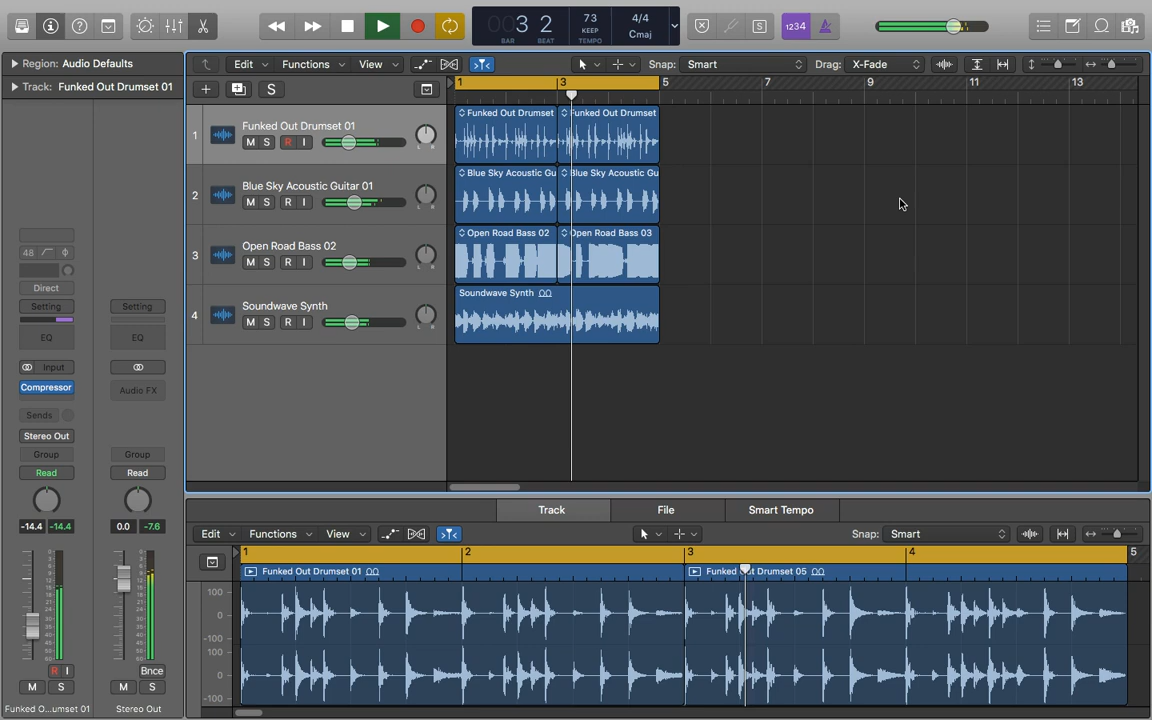 003 2
BAR BEAT
73
KEEP
TEMPO
4/4
Cmaj
1234
S
Region: Audio Defaults
Track: Funked Out Drumset 01
Edit Functions View Snap: Smart Drag: X-Fade
S
1 3 5 7 9 11 13
1 Funked Out Drumset 01
M S R I
L R
Funked Out Drumset Funked Out Drumset
2 Blue Sky Acoustic Guitar 01
M S R I
L R
Blue Sky Acoustic Gu Blue Sky Acoustic Gu
3 Open Road Bass 02
M S R I
L R
Open Road Bass 02 Open Road Bass 03
4 Soundwave Synth
M S R I
L R
Soundwave Synth
48
Direct
Setting Setting
EQ EQ
Input
Compressor Audio FX
Sends
Stereo Out
Group Group
Read Read
-14.4 -14.4 0.0 -7.6
R I Bnce
M S M S
Funked O...umset 01 Stereo Out
Track File Smart Tempo
Edit Functions View Snap: Smart
1 2 3 4 5
Funked Out Drumset 01 Funked Out Drumset 05
100
0
-100
100
0
-100